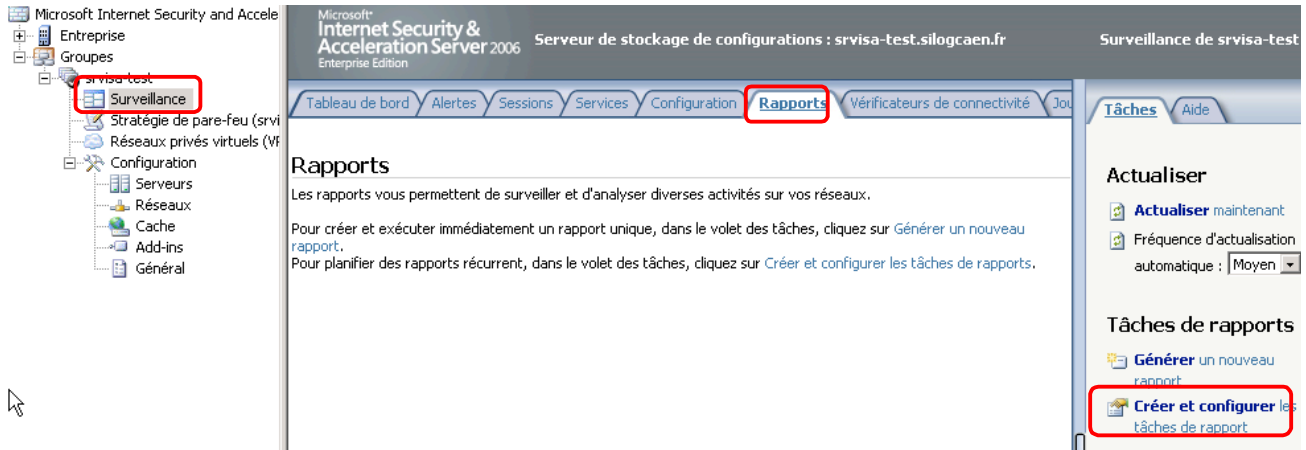 Microsoft Internet Security and Accele
Entreprise
Groupes
srvisa-test
Surveillance
Stratégie de pare-feu (srvi
Réseaux privés virtuels (VF
Configuration
Serveurs
Réseaux
Cache
Add-ins
Général
Microsoft
Internet Security &
Acceleration Server 2006
Enterprise Edition
Serveur de stockage de configurations : srvisa-test.silogcaen.fr
Surveillance de srvisa-test
Tableau de bord Alertes Sessions Services Configuration Rapports Vérificateurs de connectivité Jou
Rapports
Les rapports vous permettent de surveiller et d'analyser diverses activités sur vos réseaux.
Pour créer et exécuter immédiatement un rapport unique, dans le volet des tâches, cliquez sur Générer un nouveau
rapport.
Pour planifier des rapports récurrent, dans le volet des tâches, cliquez sur Créer et configurer les tâches de rapports.
Tâches Aide
Actualiser
Actualiser maintenant
Fréquence d'actualisation
automatique : Moyen
Tâches de rapports
Générer un nouveau
rapport
Créer et configurer les
tâches de rapport